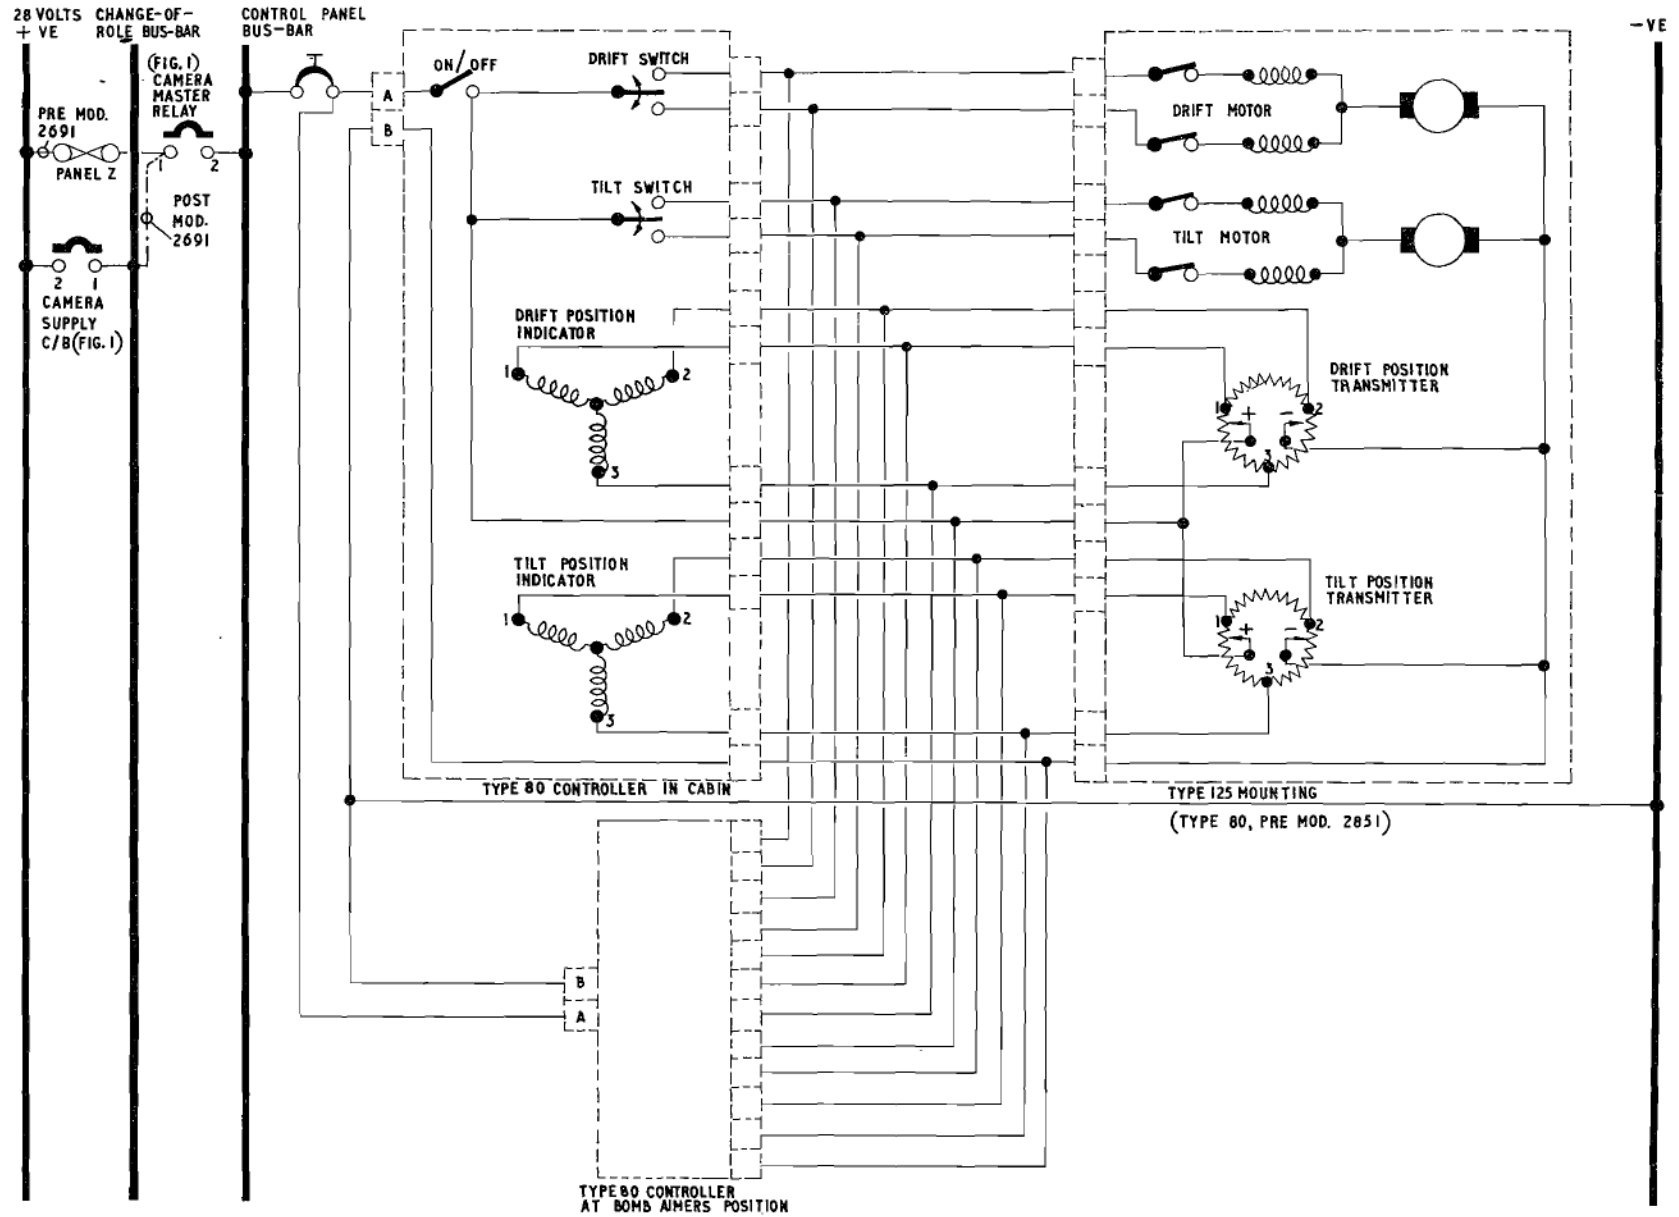 28 VOLTS
+ VE
CHANGE-OF-
ROLE BUS-BAR
CONTROL PANEL
BUS-BAR
-VE
(FIG. 1)
CAMERA
MASTER
RELAY
PRE MOD.
2691
PANEL Z
1
2
POST
MOD.
2691
2
1
CAMERA
SUPPLY
C/B (FIG. 1)
A
B
ON/OFF
DRIFT SWITCH
TILT SWITCH
DRIFT MOTOR
TILT MOTOR
DRIFT POSITION
INDICATOR
1
2
3
DRIFT POSITION
TRANSMITTER
1
+
-
2
3
TILT POSITION
INDICATOR
1
2
3
TILT POSITION
TRANSMITTER
1
+
-
2
3
TYPE 80 CONTROLLER IN CABIN
TYPE 125 MOUNTING
(TYPE 80, PRE MOD. 2851)
B
A
TYPE 80 CONTROLLER
AT BOMB AIMERS POSITION